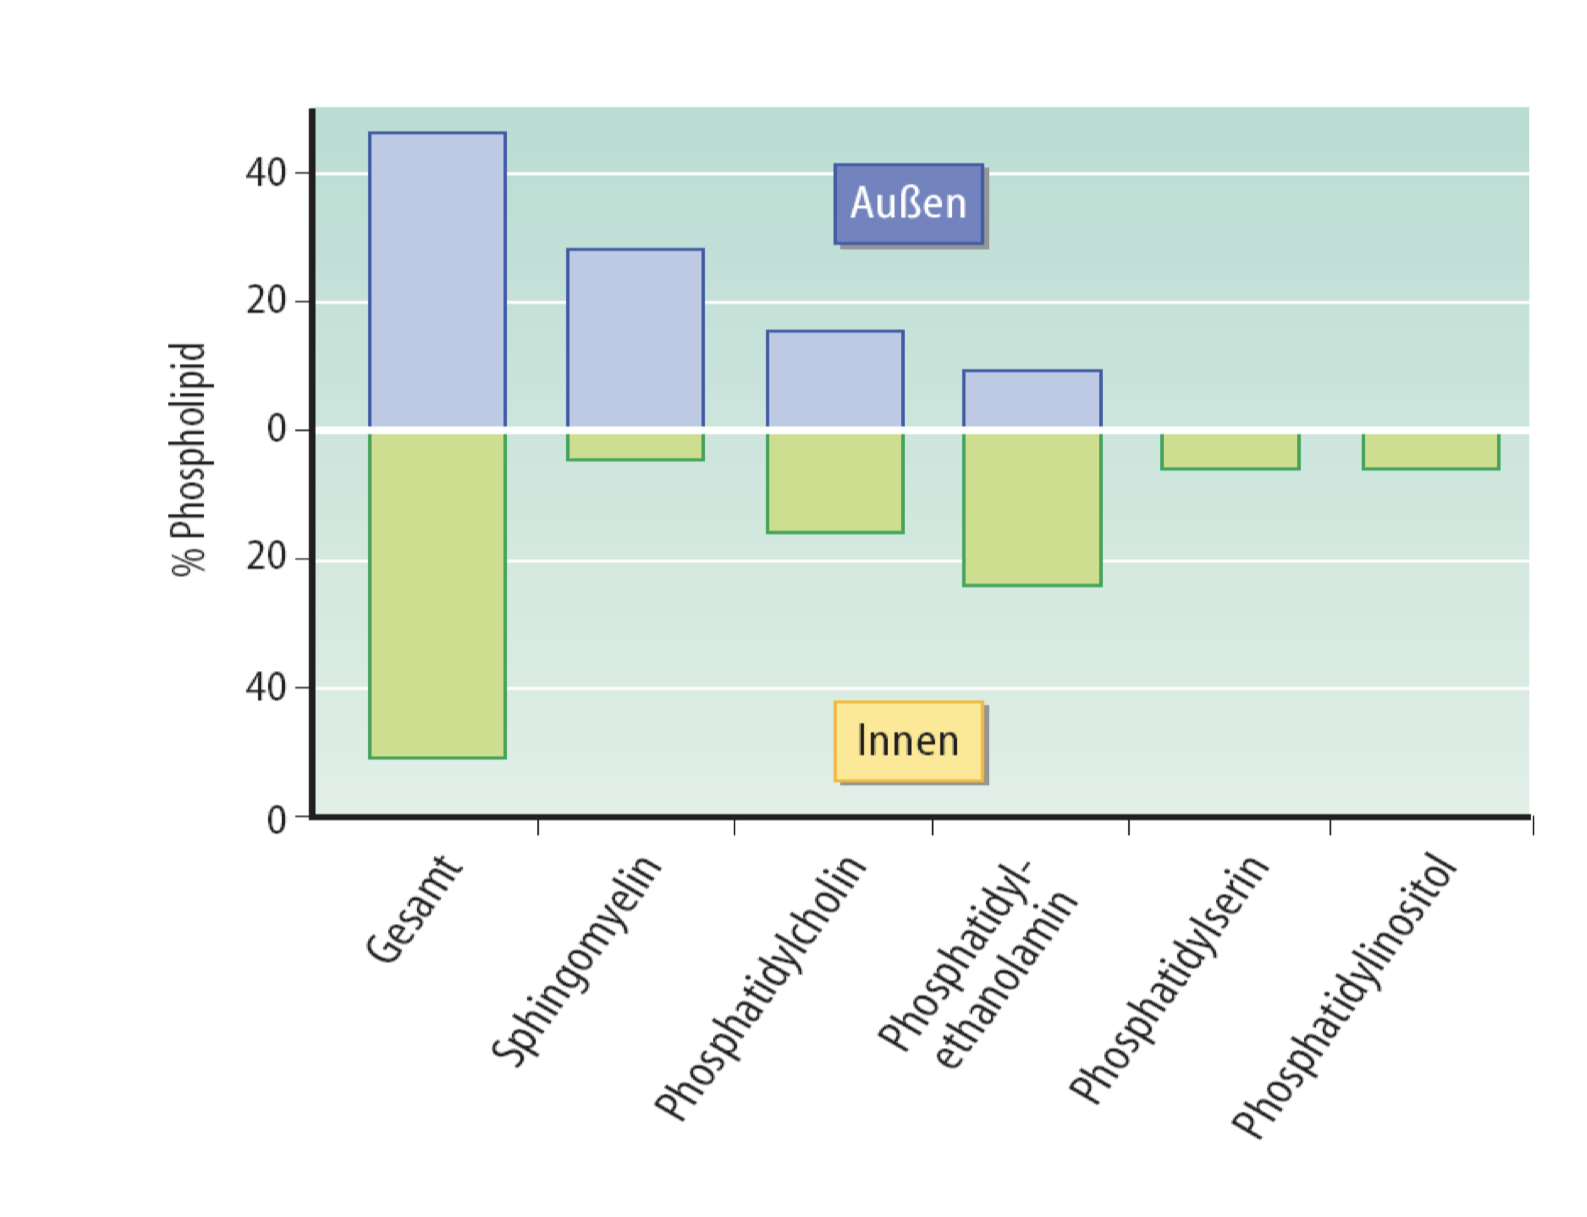 % Phospholipid
40
20
0
20
40
0
Außen
Innen
Gesamt
Sphingomyelin
Phosphatidylcholin
Phosphatidyl-
ethanolamin
Phosphatidylserin
Phosphatidylinositol